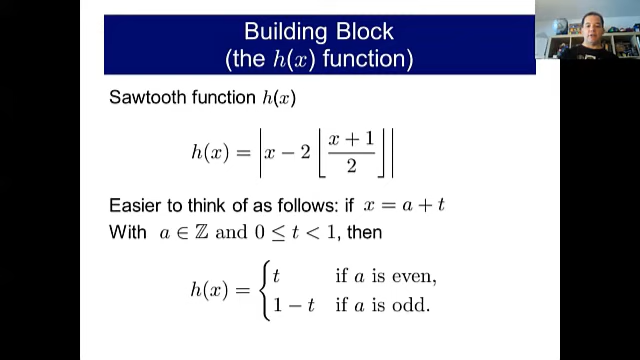 Building Block
(the h(x) function)
Sawtooth function h(x)
h(x) = |x − 2 ⌊(x + 1)/2⌋|
Easier to think of as follows: if x = a + t
With a ∈ ℤ and 0 ≤ t < 1, then
h(x) = { t if a is even,
1 − t if a is odd.